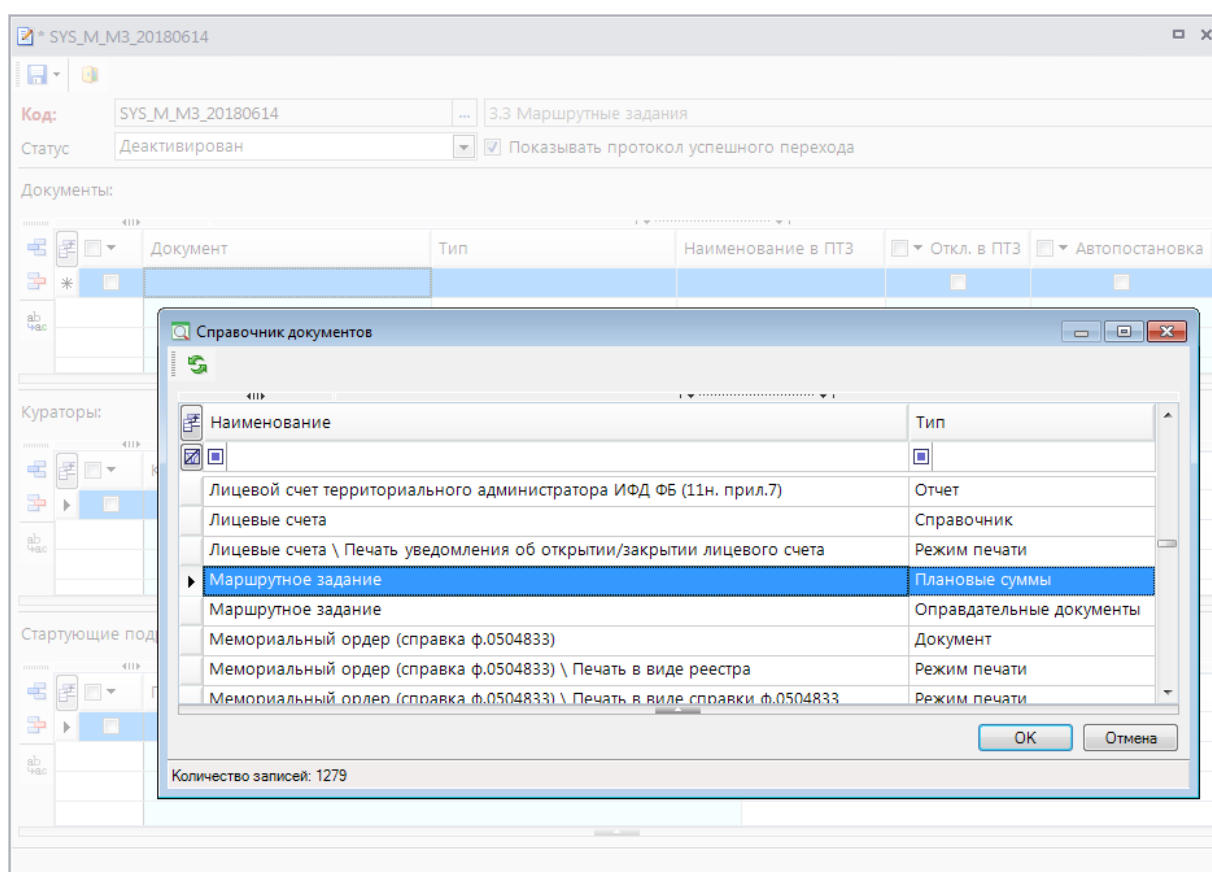 * SYS_M_M3_20180614
Код: SYS_M_M3_20180614 ... 3.3 Маршрутные задания
Статус Деактивирован Показывать протокол успешного перехода
Документы:
Документ Тип Наименование в ПТЗ Откл. в ПТЗ Автопостановка
Справочник документов
Кураторы:
Наименование Тип
Лицевой счет территориального администратора ИФД ФБ (11н. прил.7) Отчет
Лицевые счета Справочник
Лицевые счета \ Печать уведомления об открытии/закрытии лицевого счета Режим печати
Маршрутное задание Плановые суммы
Маршрутное задание Оправдательные документы
Стартующие
Мемориальный ордер (справка ф.0504833) Документ
Мемориальный ордер (справка ф.0504833) \ Печать в виде реестра Режим печати
Мемориальный ордер (справка ф.0504833) \ Печать в виде справки ф.0504833 Режим печати
OK Отмена
Количество записей: 1279